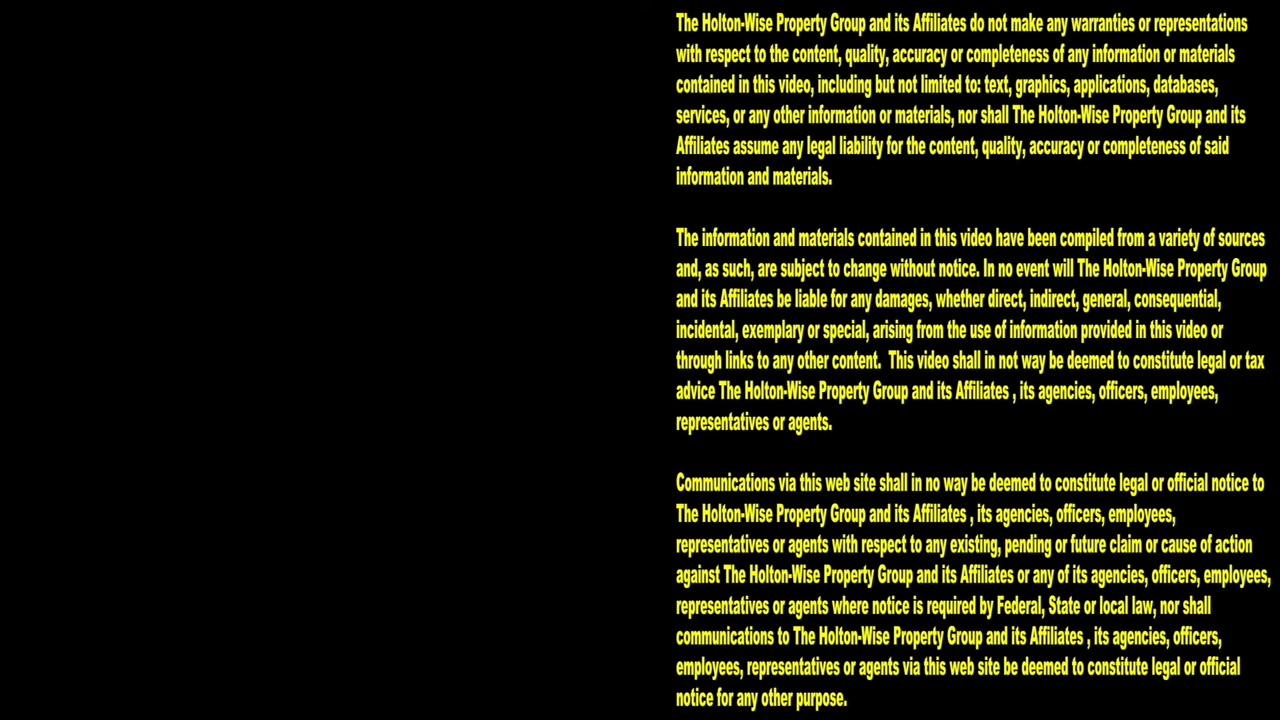 The Holton-Wise Property Group and its Affiliates do not make any warranties or representations
with respect to the content, quality, accuracy or completeness of any information or materials
contained in this video, including but not limited to: text, graphics, applications, databases,
services, or any other information or materials, nor shall The Holton-Wise Property Group and its
Affiliates assume any legal liability for the content, quality, accuracy or completeness of said
information and materials.
The information and materials contained in this video have been compiled from a variety of sources
and, as such, are subject to change without notice. In no event will The Holton-Wise Property Group
and its Affiliates be liable for any damages, whether direct, indirect, general, consequential,
incidental, exemplary or special, arising from the use of information provided in this video or
through links to any other content.  This video shall in not way be deemed to constitute legal or tax
advice The Holton-Wise Property Group and its Affiliates , its agencies, officers, employees,
representatives or agents.
Communications via this web site shall in no way be deemed to constitute legal or official notice to
The Holton-Wise Property Group and its Affiliates , its agencies, officers, employees,
representatives or agents with respect to any existing, pending or future claim or cause of action
against The Holton-Wise Property Group and its Affiliates or any of its agencies, officers, employees,
representatives or agents where notice is required by Federal, State or local law, nor shall
communications to The Holton-Wise Property Group and its Affiliates , its agencies, officers,
employees, representatives or agents via this web site be deemed to constitute legal or official
notice for any other purpose.